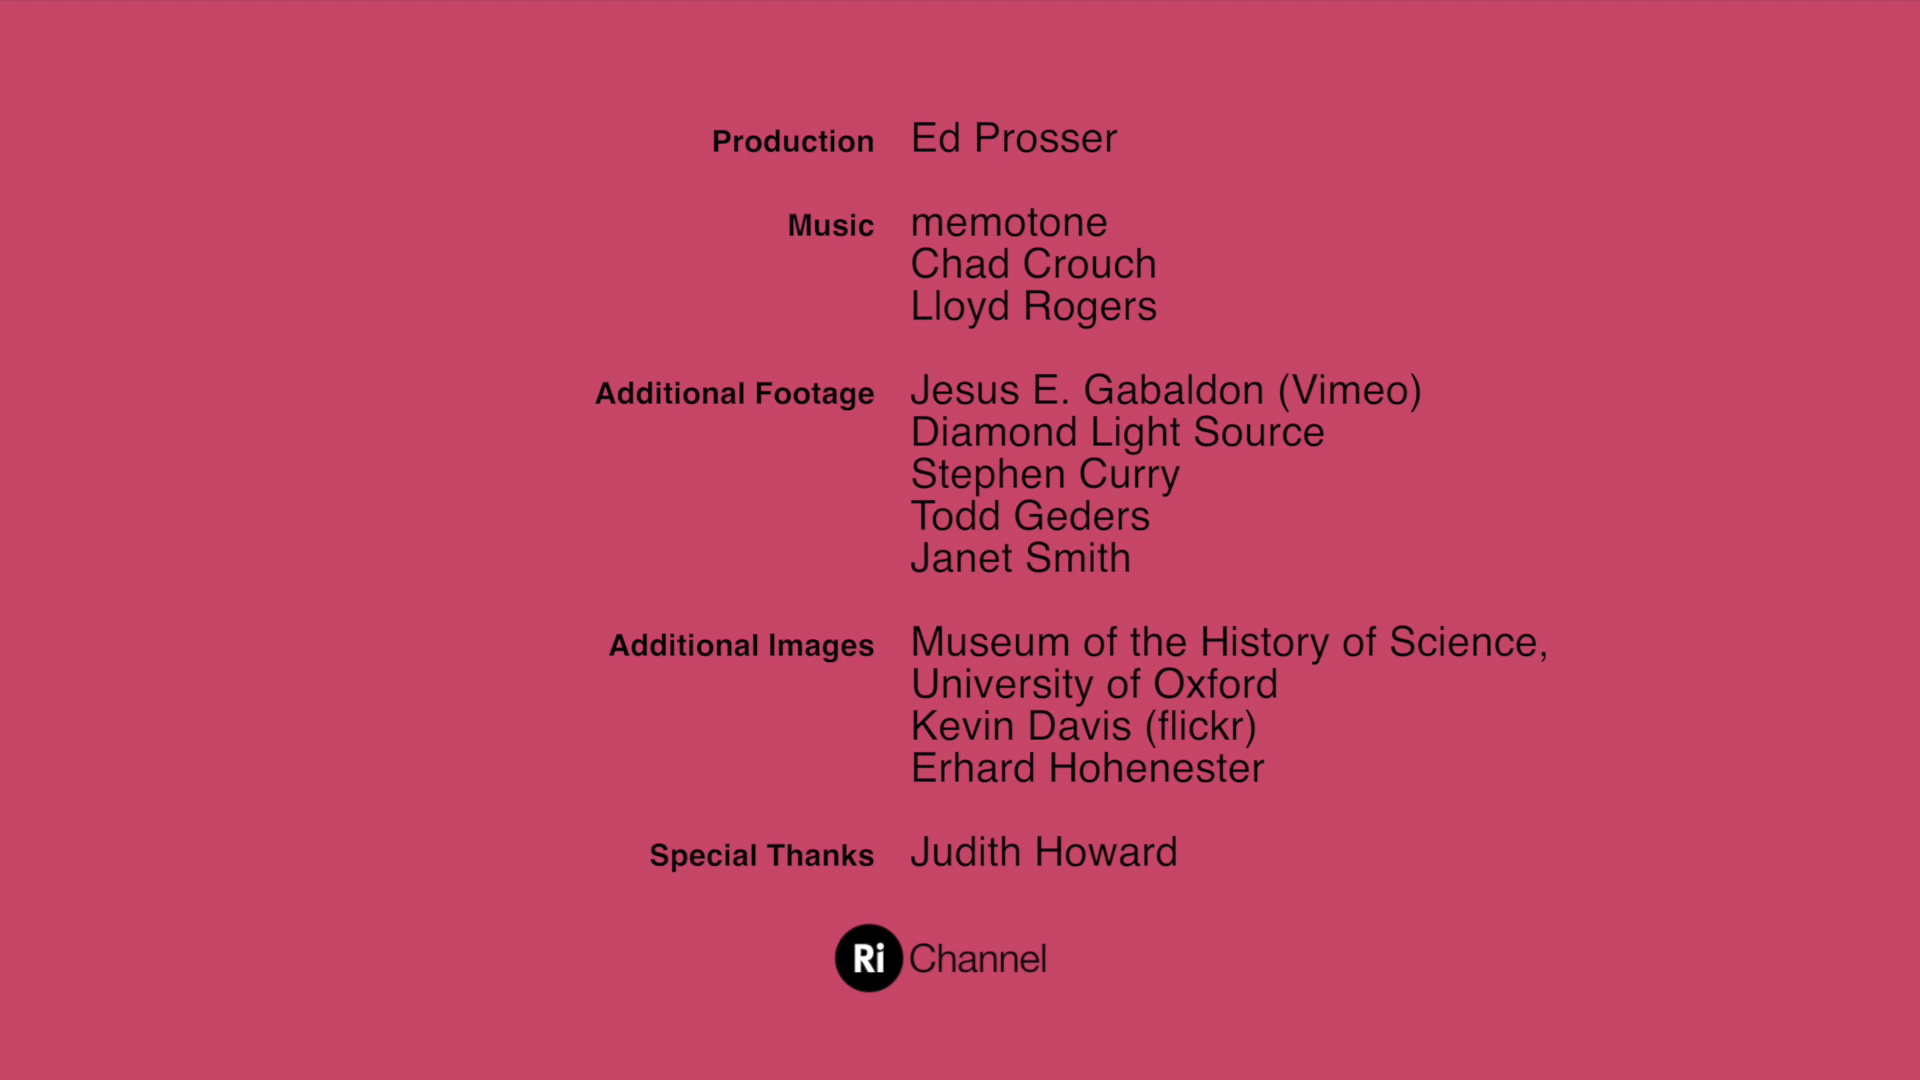 Production Ed Prosser
Music memotone
Chad Crouch
Lloyd Rogers
Additional Footage Jesus E. Gabaldon (Vimeo)
Diamond Light Source
Stephen Curry
Todd Geders
Janet Smith
Additional Images Museum of the History of Science,
University of Oxford
Kevin Davis (flickr)
Erhard Hohenester
Special Thanks Judith Howard
Ri Channel